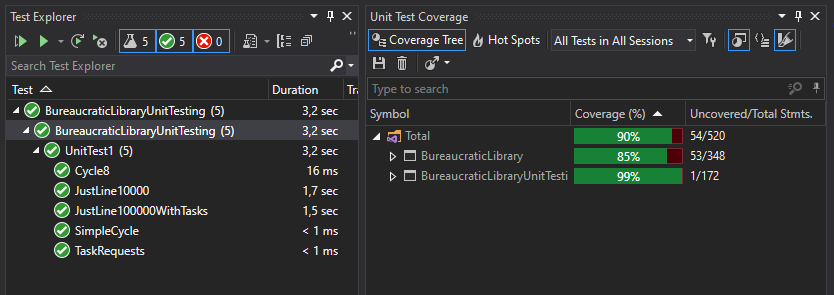 Test Explorer
5 5 0
Search Test Explorer
Test Duration Tra
BureaucraticLibraryUnitTesting (5) 3,2 sec
BureaucraticLibraryUnitTesting (5) 3,2 sec
UnitTest1 (5) 3,2 sec
Cycle8 16 ms
JustLine10000 1,7 sec
JustLine100000WithTasks 1,5 sec
SimpleCycle < 1 ms
TaskRequests < 1 ms
Unit Test Coverage
Coverage Tree Hot Spots All Tests in All Sessions
Type to search
Symbol Coverage (%) Uncovered/Total Stmts.
Total 90% 54/520
BureaucraticLibrary 85% 53/348
BureaucraticLibraryUnitTesti 99% 1/172